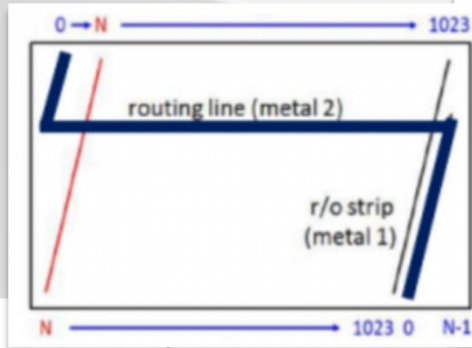 0 → N → 1023
routing line (metal 2)
r/o strip
(metal 1)
N → 1023 0 N-1